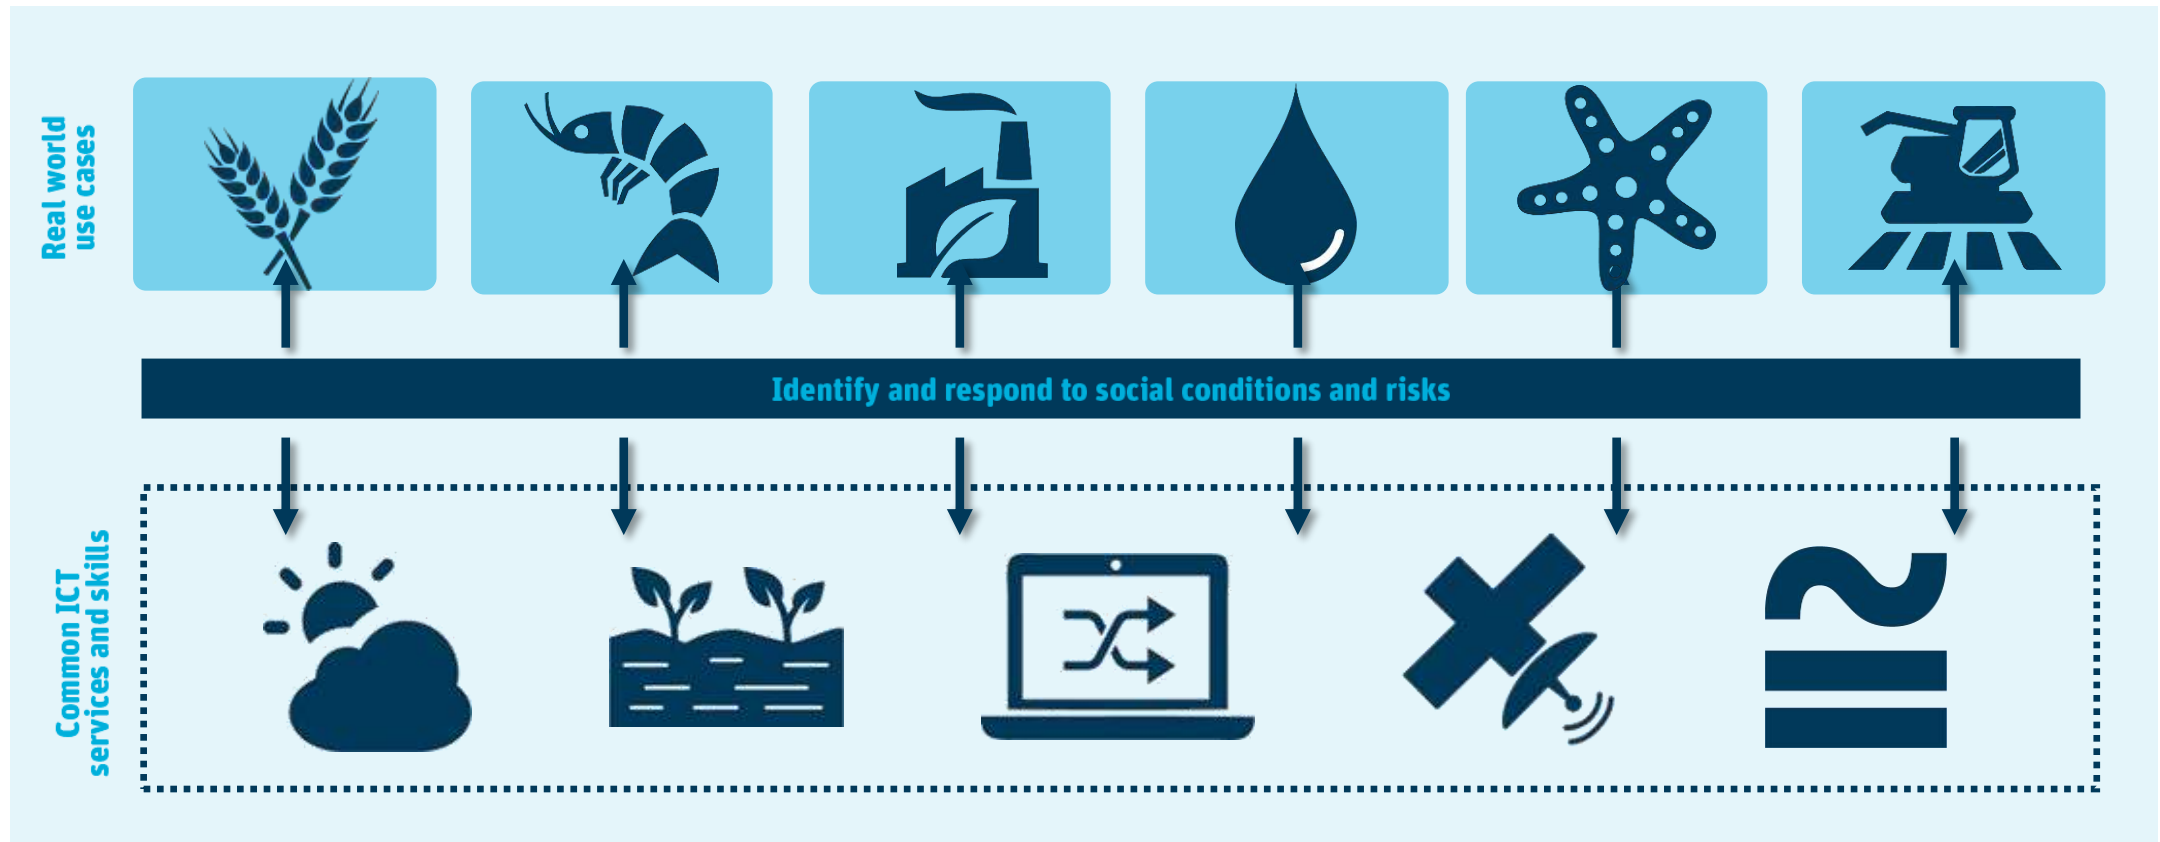 Real world
use cases
Identify and respond to social conditions and risks
Common ICT
services and skills